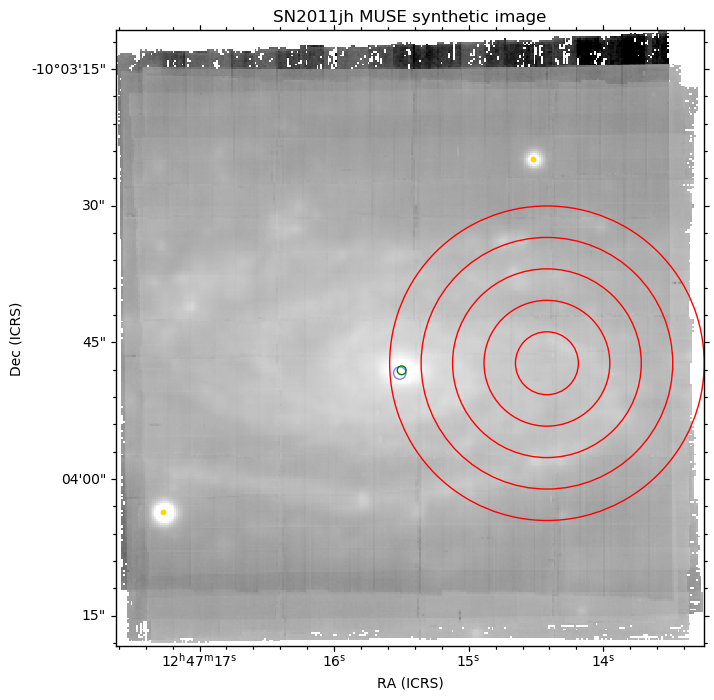 SN2011jh MUSE synthetic image
-10°03'15"
30"
45"
04'00"
15"
Dec (ICRS)
12ʰ47ᵐ17ˢ
16ˢ
15ˢ
14ˢ
RA (ICRS)